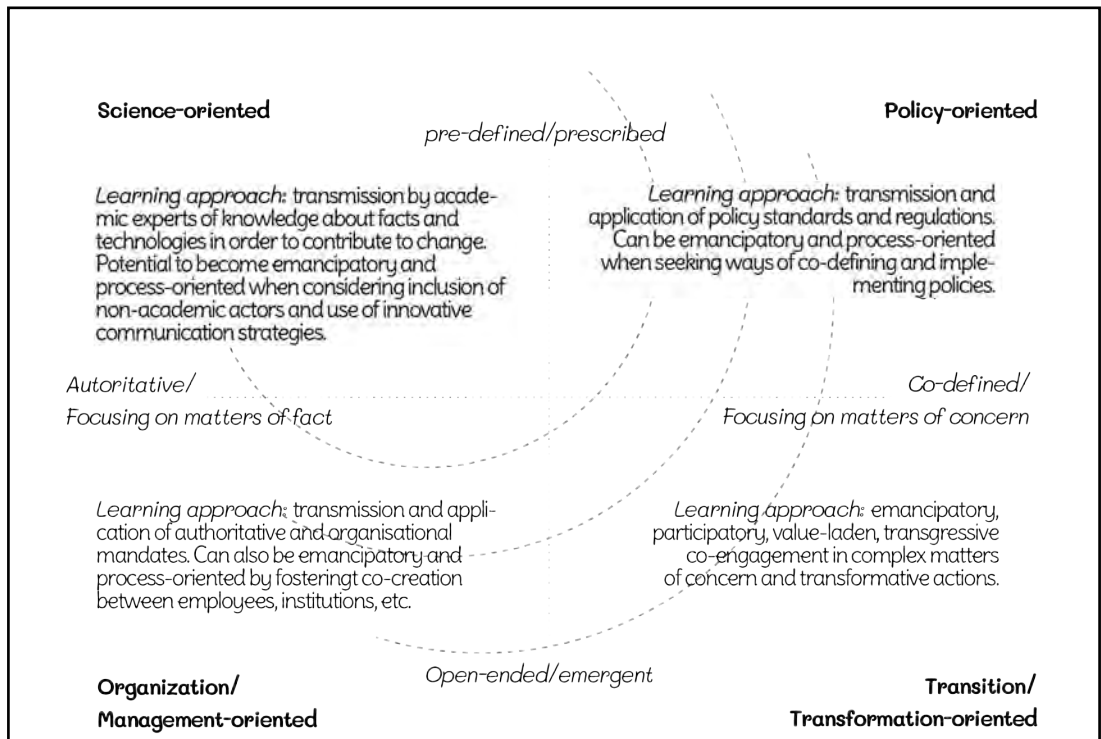 Science-oriented
Policy-oriented
pre-defined/prescribed
Learning approach: transmission by acade-
mic experts of knowledge about facts and
technologies in order to contribute to change.
Potential to become emancipatory and
process-oriented when considering inclusion of
non-academic actors and use of innovative
communication strategies.
Learning approach: transmission and
application of policy standards and regulations.
Can be emancipatory and process-oriented
when seeking ways of co-defining and imple-
menting policies.
Autoritative/
Focusing on matters of fact
Co-defined/
Focusing on matters of concern
Learning approach: transmission and appli-
cation of authoritative and organisational
mandates. Can also be emancipatory and
process-oriented by fosteringt co-creation
between employees, institutions, etc.
Learning approach: emancipatory,
participatory, value-laden, transgressive
co-engagement in complex matters
of concern and transformative actions.
Open-ended/emergent
Organization/
Management-oriented
Transition/
Transformation-oriented